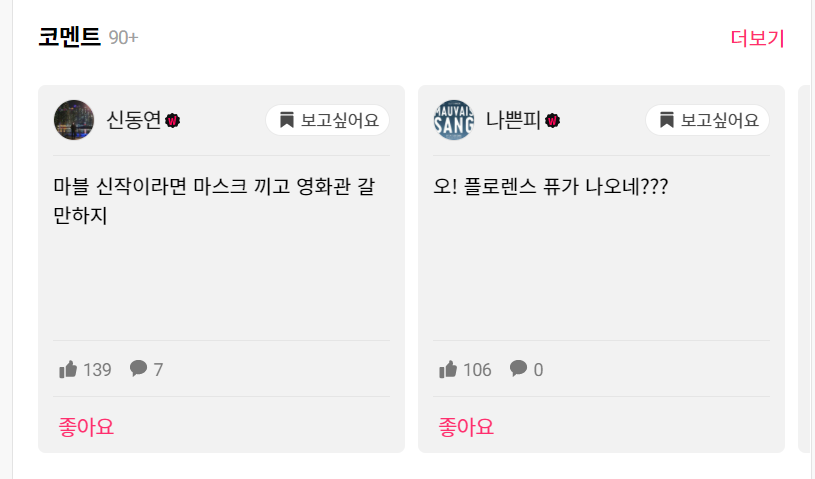 코멘트 90+
더보기
신동연
보고싶어요
마블 신작이라면 마스크 끼고 영화관 갈
만하지
139 7
좋아요
MAUVAIS
SANG
나쁜피
보고싶어요
오! 플로렌스 퓨가 나오네???
106 0
좋아요